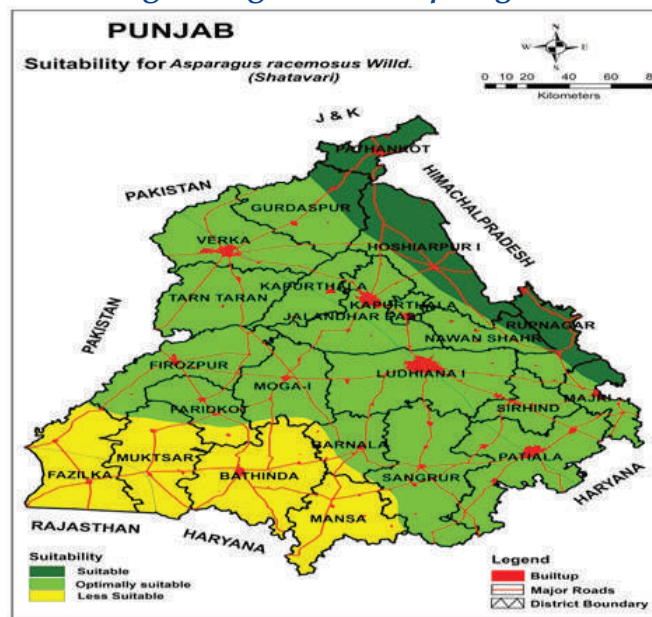 PUNJAB
Suitability for Asparagus racemosus Willd.
(Shatavari)
N
W E
S
0 10 20 40 60
Kilometers
J & K
PATHANKOT
PAKISTAN
HIMACHALPRADESH
GURDASPUR
VERKA
HOSHIARPUR I
KAPURTHALA
TARN TARAN
KAPURTHALA
JALANDHAR EAST
RUPNAGAR
NAWAN SHAHR
PAKISTAN
FIROZPUR
MOGA-I
LUDHIANA I
MAJRI
FARIDKOT
SIRHIND
BARNALA
MUKTSAR
PATIALA
FAZILKA
BATHINDA
SANGRUR
HARYANA
MANSA
RAJASTHAN
HARYANA
Suitability
Suitable
Optimally suitable
Less Suitable
Legend
Builtup
Major Roads
District Boundary